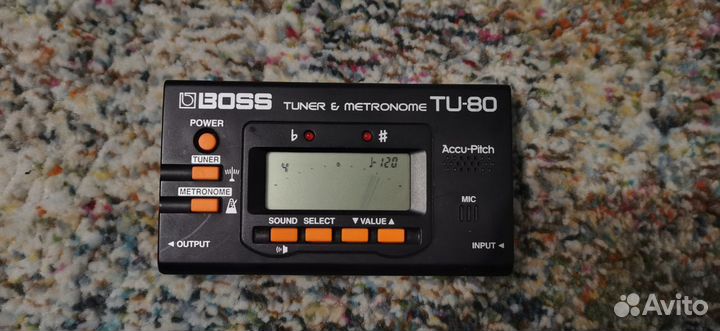 BOSS TUNER & METRONOME TU-80
POWER
♭ ♯
TUNER
Accu-Pitch
4 ♩=120
METRONOME
MIC
SOUND SELECT ▼ VALUE ▲
◄ OUTPUT
INPUT ◄
Avito